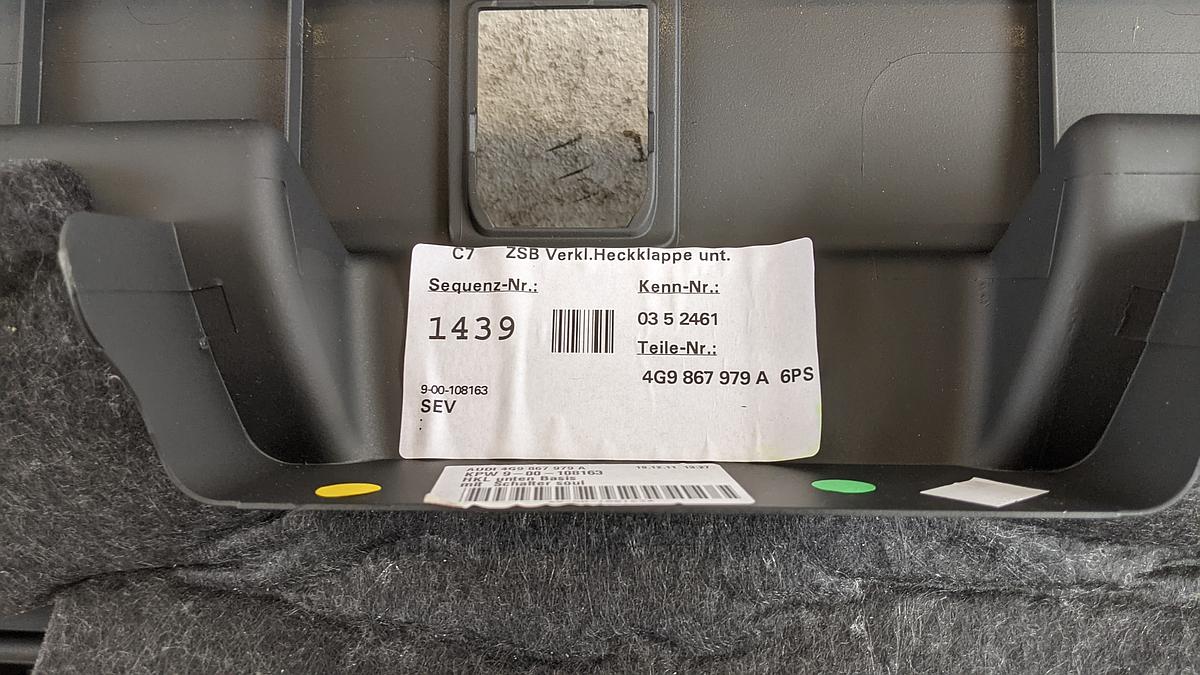 C7 ZSB Verkl.Heckklappe unt.
Sequenz-Nr.: Kenn-Nr.:
1439 03 5 2461
Teile-Nr.:
4G9 867 979 A 6PS
9-00-108163
SEV
:
AUDI 4G9 867 979 A
KPW 9-00-108163
HKL unten Basis
mit Schalter soul